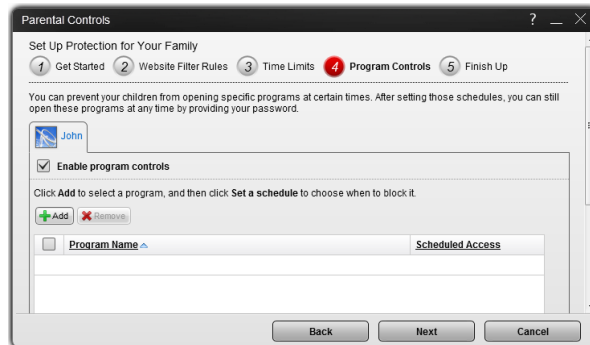 Parental Controls
Set Up Protection for Your Family
1 Get Started 2 Website Filter Rules 3 Time Limits 4 Program Controls 5 Finish Up
You can prevent your children from opening specific programs at certain times. After setting those schedules, you can still
open these programs at any time by providing your password.
John
Enable program controls
Click Add to select a program, and then click Set a schedule to choose when to block it.
Add Remove
Program Name Scheduled Access
Back Next Cancel